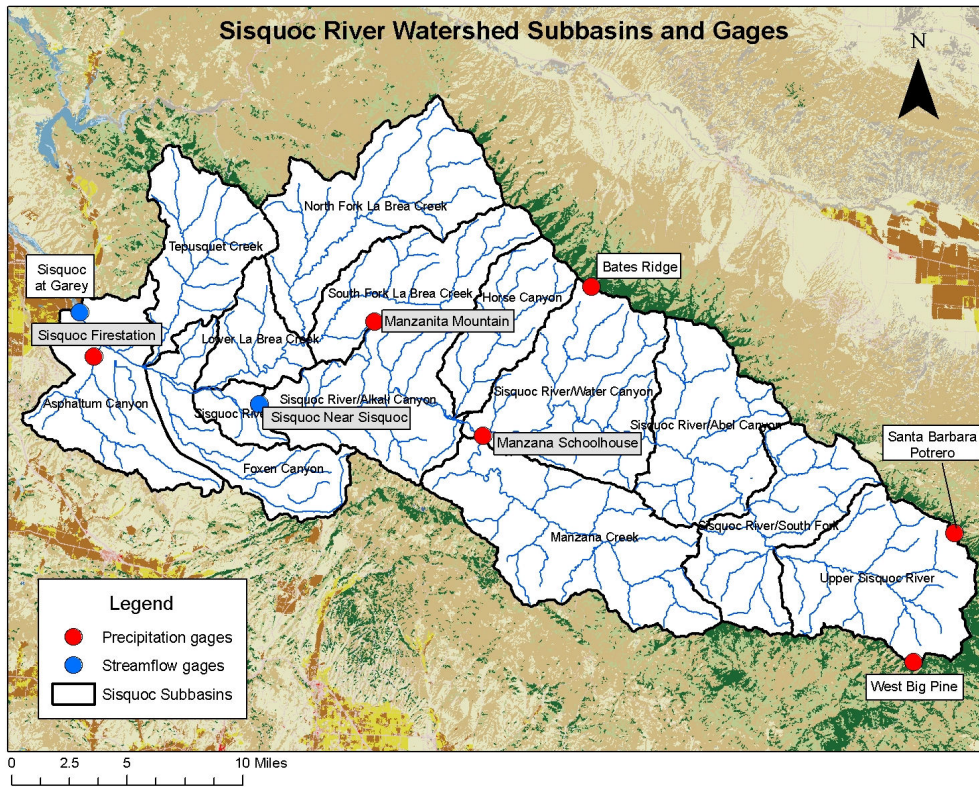 Sisquoc River Watershed Subbasins and Gages
N
North Fork La Brea Creek
Tepusquet Creek
Sisquoc
at Garey
Bates Ridge
South Fork La Brea Creek
Horse Canyon
Manzanita Mountain
Sisquoc Firestation
Lower La Brea Creek
Sisquoc River/Water Canyon
Sisquoc River/Alkali Canyon
Asphaltum Canyon
Sisquoc River
Sisquoc Near Sisquoc
Sisquoc River/Abel Canyon
Manzana Schoolhouse
Santa Barbara
Potrero
Foxen Canyon
Sisquoc River/South Fork
Manzana Creek
Upper Sisquoc River
Legend
Precipitation gages
Streamflow gages
Sisquoc Subbasins
West Big Pine
0 2.5 5 10 Miles